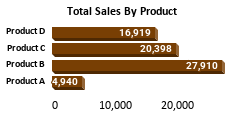 Total Sales By Product
Product D 16,919
Product C 20,398
Product B 27,910
Product A 4,940
0 10,000 20,000